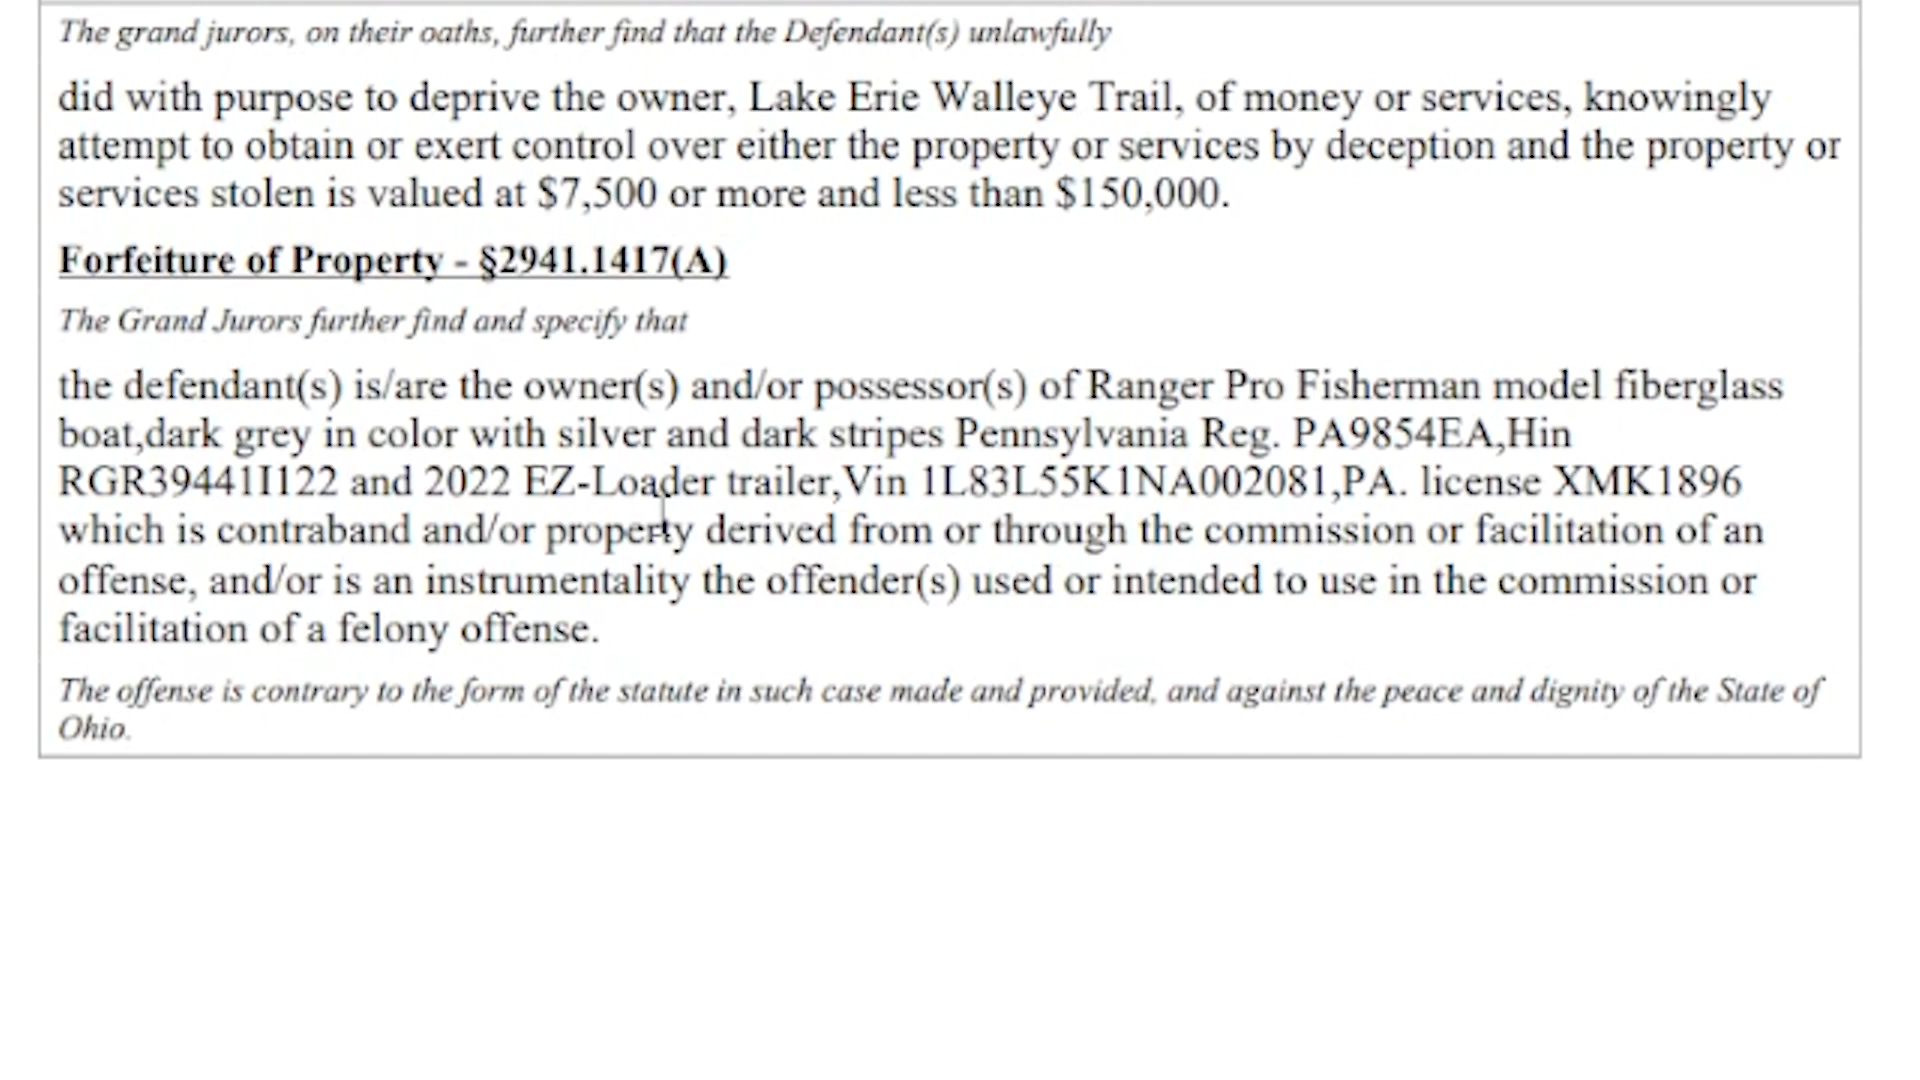 The grand jurors, on their oaths, further find that the Defendant(s) unlawfully
did with purpose to deprive the owner, Lake Erie Walleye Trail, of money or services, knowingly
attempt to obtain or exert control over either the property or services by deception and the property or
services stolen is valued at $7,500 or more and less than $150,000.
Forfeiture of Property - §2941.1417(A)
The Grand Jurors further find and specify that
the defendant(s) is/are the owner(s) and/or possessor(s) of Ranger Pro Fisherman model fiberglass
boat,dark grey in color with silver and dark stripes Pennsylvania Reg. PA9854EA,Hin
RGR39441I122 and 2022 EZ-Loader trailer,Vin 1L83L55K1NA002081,PA. license XMK1896
which is contraband and/or property derived from or through the commission or facilitation of an
offense, and/or is an instrumentality the offender(s) used or intended to use in the commission or
facilitation of a felony offense.
The offense is contrary to the form of the statute in such case made and provided, and against the peace and dignity of the State of
Ohio.